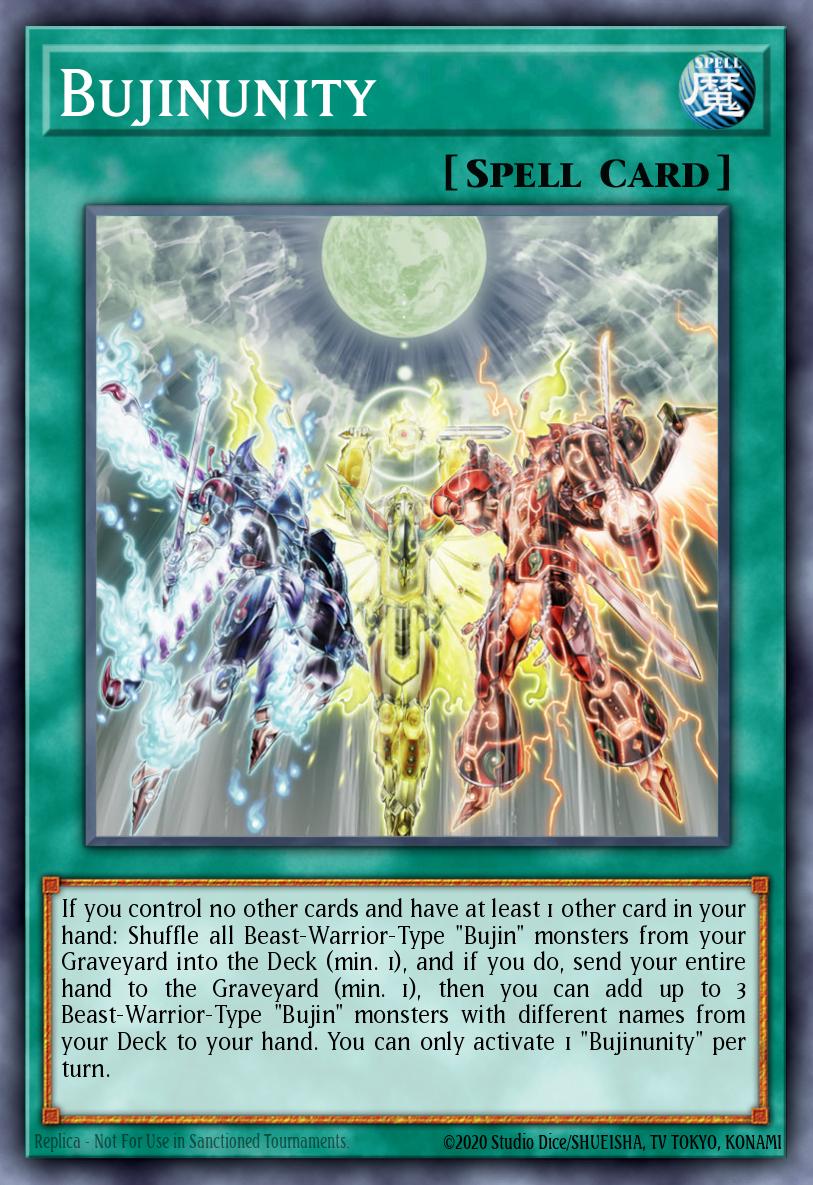 Bujinunity
SPELL
魔
[ Spell Card ]
If you control no other cards and have at least 1 other card in your
hand: Shuffle all Beast-Warrior-Type "Bujin" monsters from your
Graveyard into the Deck (min. 1), and if you do, send your entire
hand to the Graveyard (min. 1), then you can add up to 3
Beast-Warrior-Type "Bujin" monsters with different names from
your Deck to your hand. You can only activate 1 "Bujinunity" per
turn.
Replica - Not For Use in Sanctioned Tournaments.
©2020 Studio Dice/SHUEISHA, TV TOKYO, KONAMI